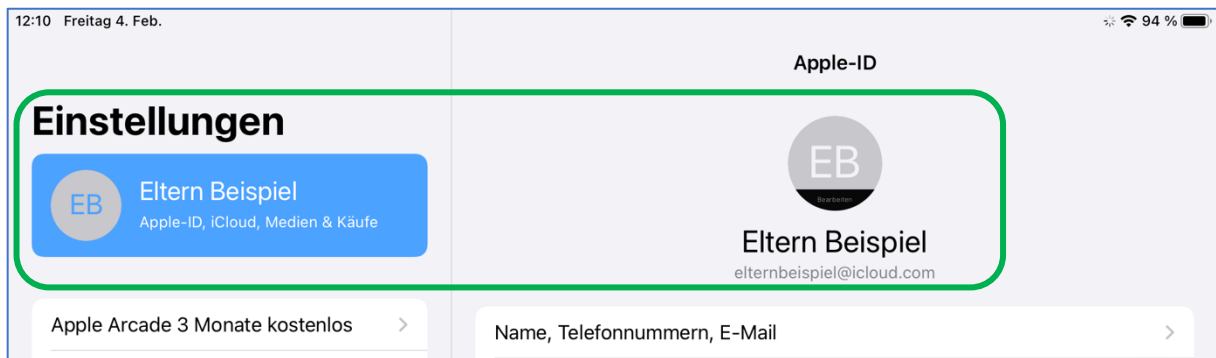 12:10 Freitag 4. Feb.
94 %
Apple-ID
Einstellungen
EB
Eltern Beispiel
Apple-ID, iCloud, Medien & Käufe
EB
Bearbeiten
Eltern Beispiel
elternbeispiel@icloud.com
Apple Arcade 3 Monate kostenlos
Name, Telefonnummern, E-Mail